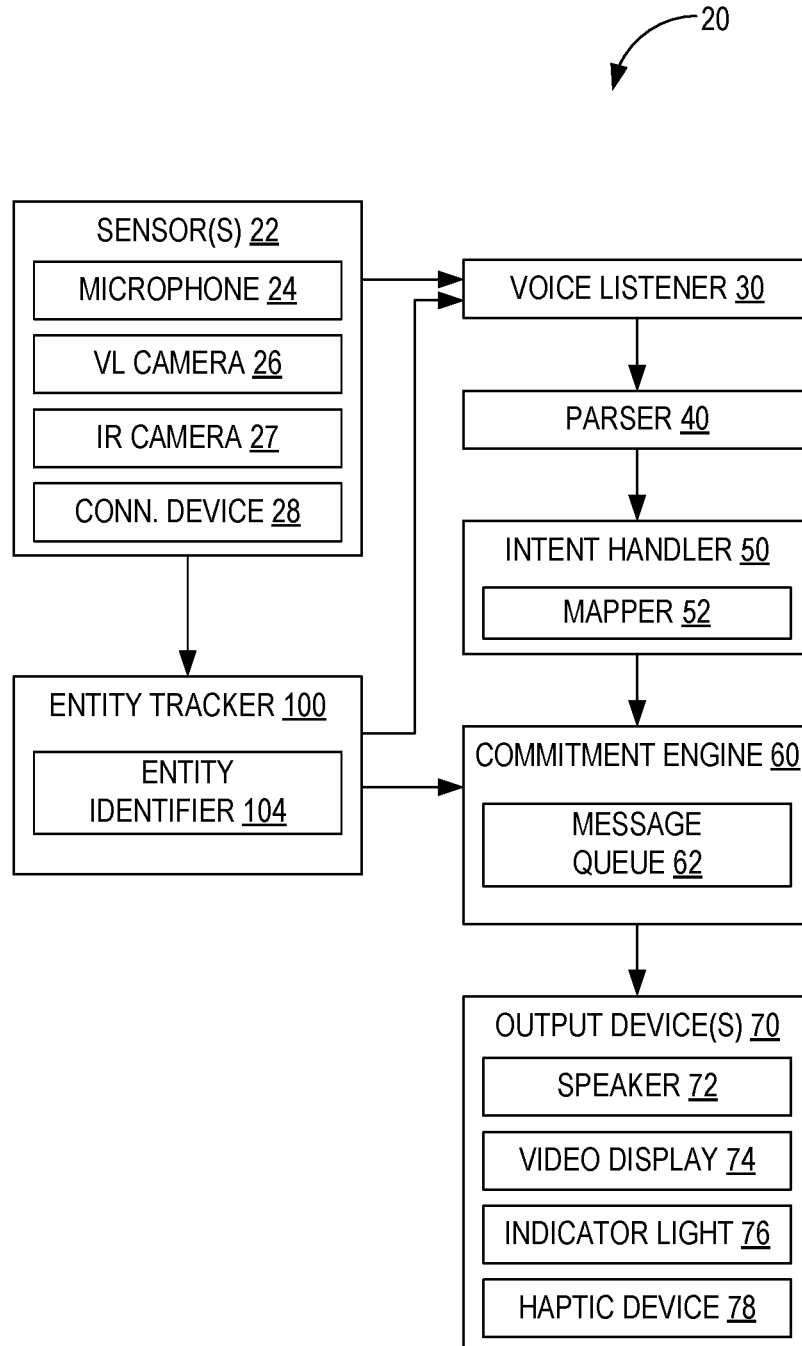 20
SENSOR(S) 22
MICROPHONE 24
VL CAMERA 26
IR CAMERA 27
CONN. DEVICE 28
ENTITY TRACKER 100
ENTITY
IDENTIFIER 104
VOICE LISTENER 30
PARSER 40
INTENT HANDLER 50
MAPPER 52
COMMITMENT ENGINE 60
MESSAGE
QUEUE 62
OUTPUT DEVICE(S) 70
SPEAKER 72
VIDEO DISPLAY 74
INDICATOR LIGHT 76
HAPTIC DEVICE 78